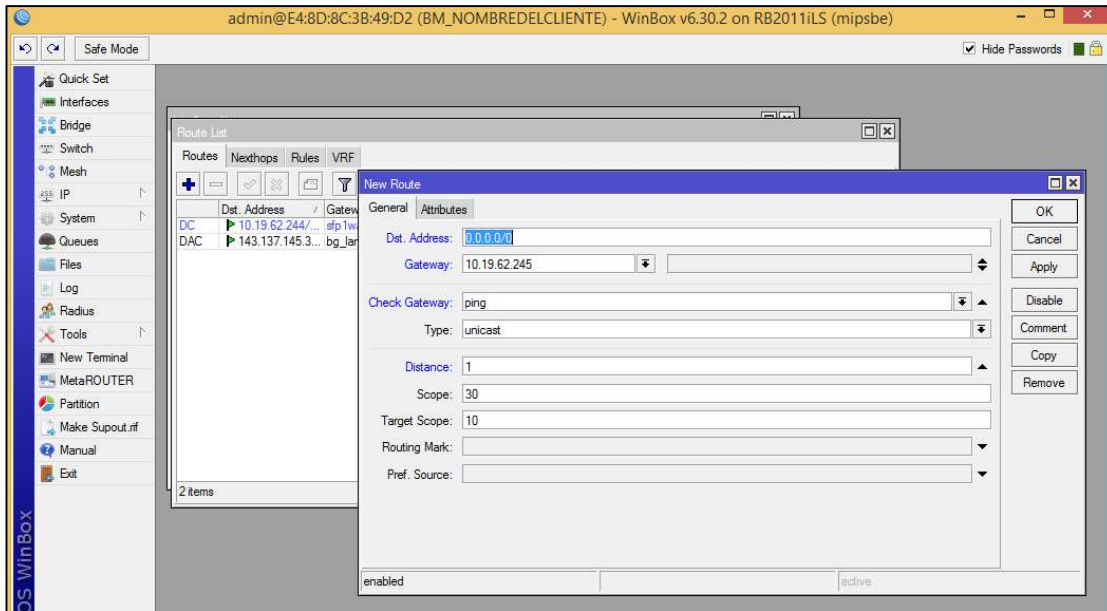 admin@E4:8D:8C:3B:49:D2 (BM_NOMBREDELCLIENTE) - WinBox v6.30.2 on RB2011iLS (mipsbe)
Safe Mode
Hide Passwords
Quick Set
Interfaces
Bridge
Switch
Mesh
IP
System
Queues
Files
Log
Radius
Tools
New Terminal
MetaROUTER
Partition
Make Supout.rif
Manual
Exit
OS WinBox
Route List
Routes Nexthops Rules VRF
Dst. Address Gatew
DC 10.19.62.244/... sfp1w
DAC 143.137.145.3... bg_lar
2 items
New Route
General Attributes
Dst. Address: 0.0.0.0/0
Gateway: 10.19.62.245
Check Gateway: ping
Type: unicast
Distance: 1
Scope: 30
Target Scope: 10
Routing Mark:
Pref. Source:
OK
Cancel
Apply
Disable
Comment
Copy
Remove
enabled
active